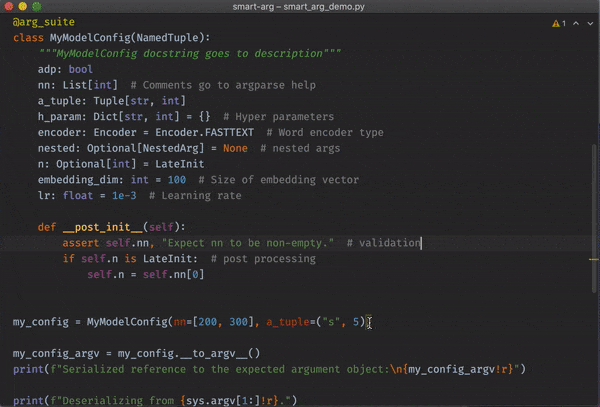 smart-arg – smart_arg_demo.py
@arg_suite
1
class MyModelConfig(NamedTuple):
    """MyModelConfig docstring goes to description"""
    adp: bool
    nn: List[int]  # Comments go to argparse help
    a_tuple: Tuple[str, int]
    h_param: Dict[str, int] = {}  # Hyper parameters
    encoder: Encoder = Encoder.FASTTEXT  # Word encoder type
    nested: Optional[NestedArg] = None  # nested args
    n: Optional[int] = LateInit
    embedding_dim: int = 100  # Size of embedding vector
    lr: float = 1e-3  # Learning rate
    def __post_init__(self):
        assert self.nn, "Expect nn to be non-empty."  # validation
        if self.n is LateInit:  # post processing
            self.n = self.nn[0]
my_config = MyModelConfig(nn=[200, 300], a_tuple=("s", 5))
my_config_argv = my_config.__to_argv__()
print(f"Serialized reference to the expected argument object:\n{my_config_argv!r}")
print(f"Deserializing from {sys.argv[1:]!r}.")